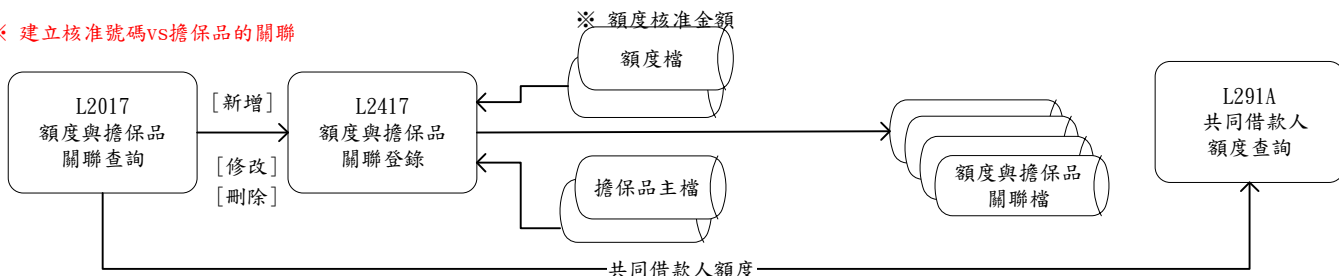 ※ 建立核准號碼vs擔保品的關聯
※ 額度核准金額
額度檔
L2017
額度與擔保品
關聯查詢
[新增]
[修改]
[刪除]
L2417
額度與擔保品
關聯登錄
擔保品主檔
額度與擔保品
關聯檔
L291A
共同借款人
額度查詢
共同借款人額度